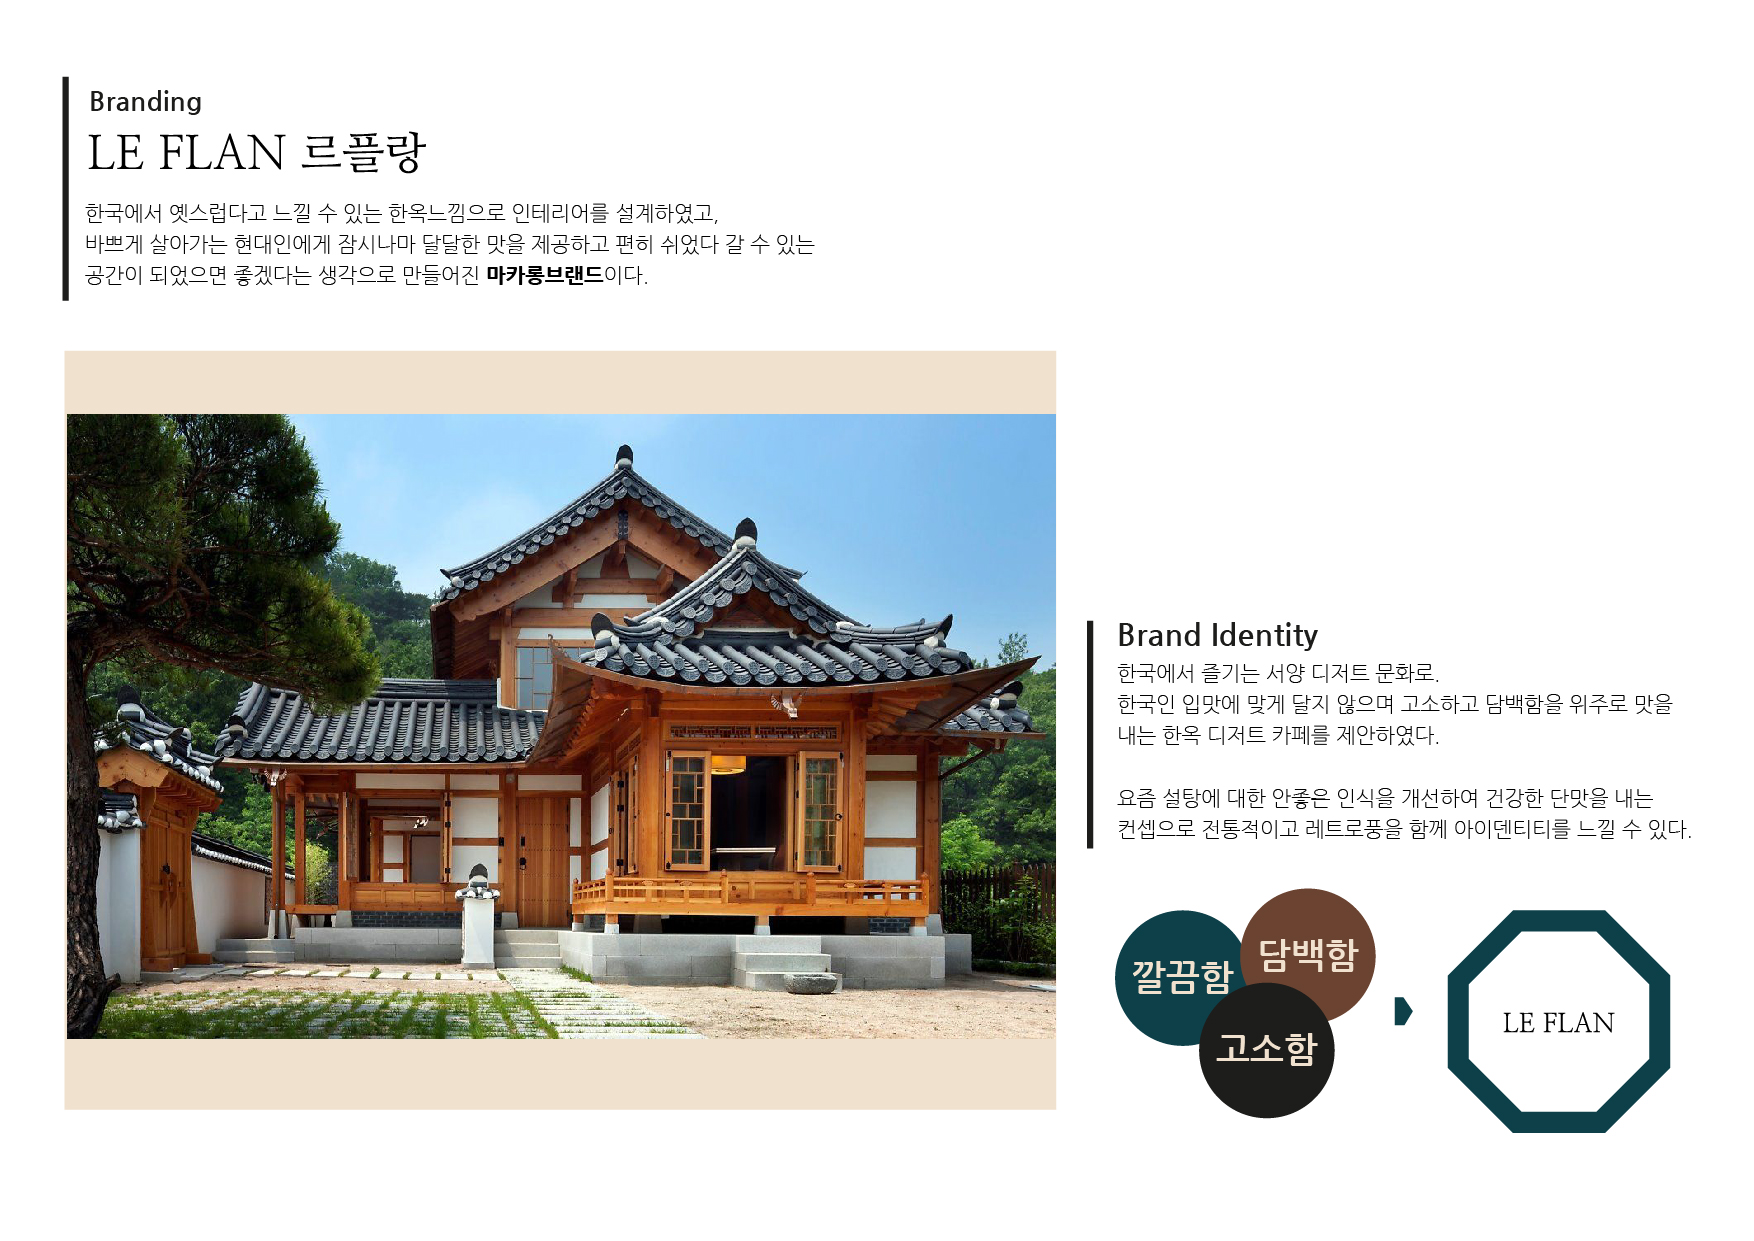 Branding
LE FLAN 르플랑
한국에서 옛스럽다고 느낄 수 있는 한옥느낌으로 인테리어를 설계하였고,
바쁘게 살아가는 현대인에게 잠시나마 달달한 맛을 제공하고 편히 쉬었다 갈 수 있는
공간이 되었으면 좋겠다는 생각으로 만들어진 마카롱브랜드이다.
Brand Identity
한국에서 즐기는 서양 디저트 문화로.
한국인 입맛에 맞게 달지 않으며 고소하고 담백함을 위주로 맛을
내는 한옥 디저트 카페를 제안하였다.
요즘 설탕에 대한 안좋은 인식을 개선하여 건강한 단맛을 내는
컨셉으로 전통적이고 레트로풍을 함께 아이덴티티를 느낄 수 있다.
깔끔함
담백함
고소함
LE FLAN